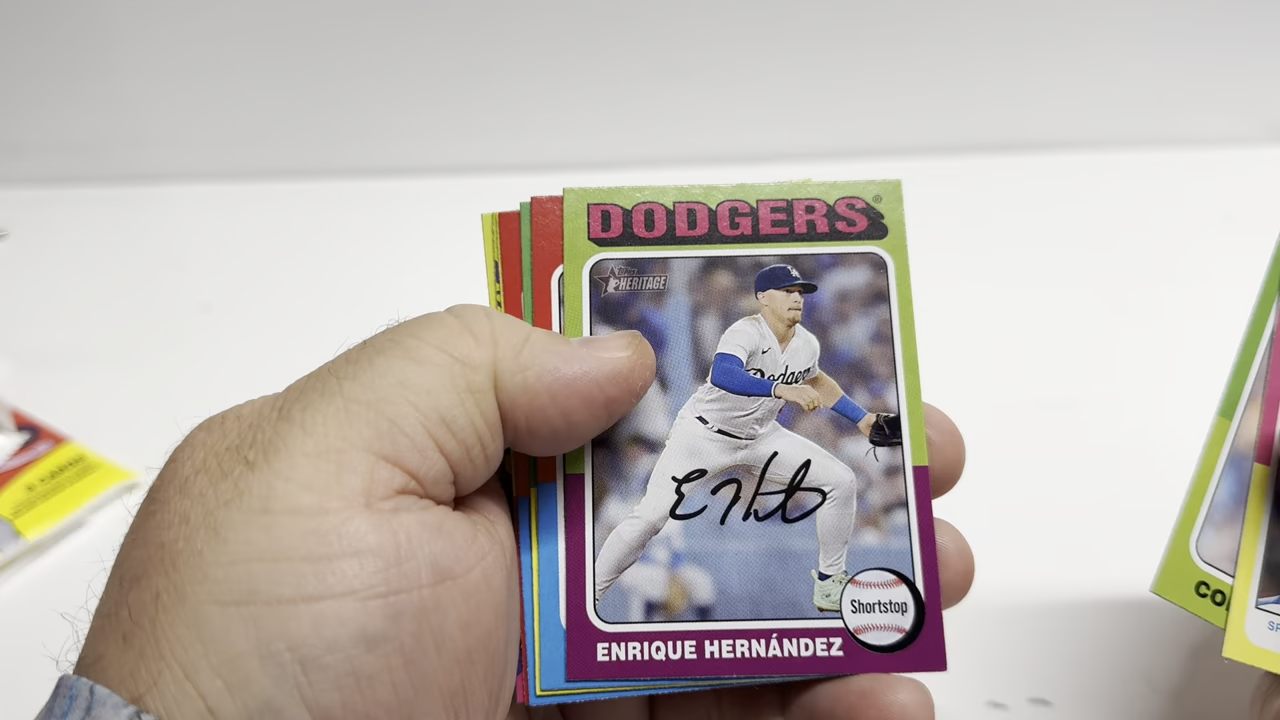 DODGERS®
Topps
HERITAGE
Dodgers
Shortstop
ENRIQUE HERNÁNDEZ